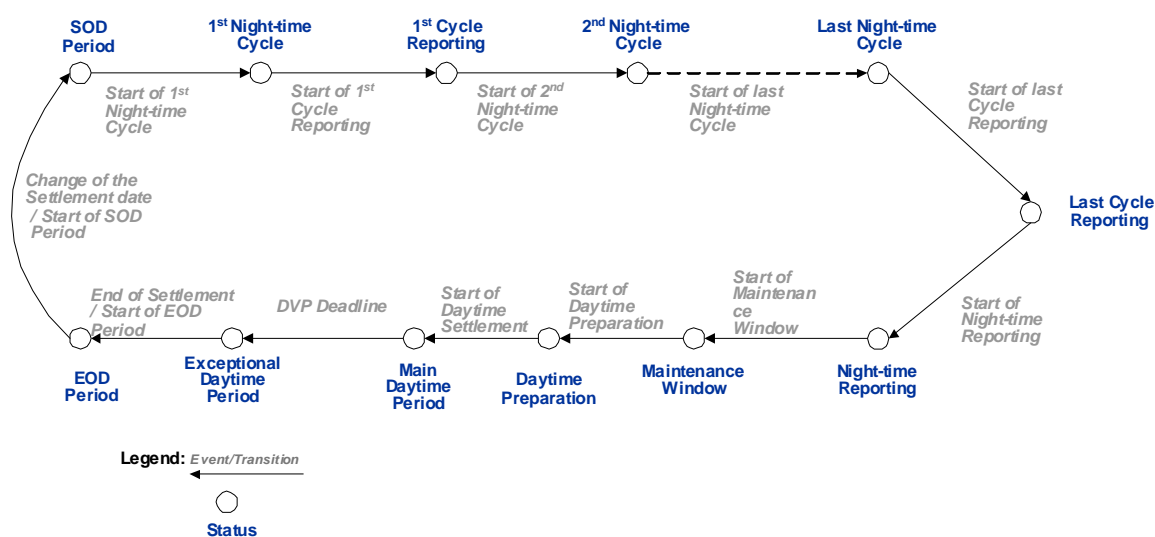 SOD
Period
1st Night-time
Cycle
1st Cycle
Reporting
2nd Night-time
Cycle
Last Night-time
Cycle
Start of 1st
Night-time
Cycle
Start of 1st
Cycle
Reporting
Start of 2nd
Night-time
Cycle
Start of last
Night-time
Cycle
Start of last
Cycle
Reporting
Change of the
Settlement date
/ Start of SOD
Period
Last Cycle
Reporting
End of Settlement
/ Start of EOD
Period
DVP Deadline
Start of
Daytime
Settlement
Start of
Daytime
Preparation
Start of
Maintenan
ce
Window
Start of
Night-time
Reporting
EOD
Period
Exceptional
Daytime
Period
Main
Daytime
Period
Daytime
Preparation
Maintenance
Window
Night-time
Reporting
Legend: Event/Transition
Status